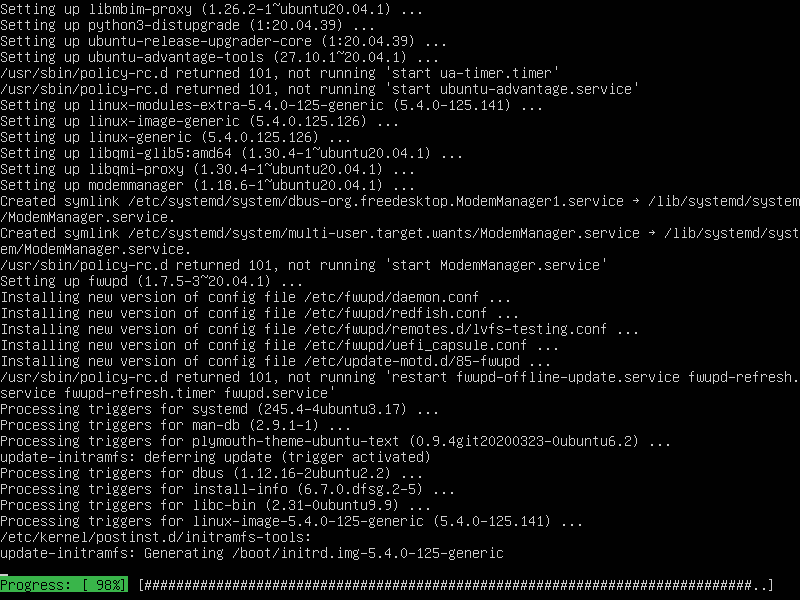 Setting up libmbim-proxy (1.26.2-1~ubuntu20.04.1) ...
Setting up python3-distupgrade (1:20.04.39) ...
Setting up ubuntu-release-upgrader-core (1:20.04.39) ...
Setting up ubuntu-advantage-tools (27.10.1~20.04.1) ...
/usr/sbin/policy-rc.d returned 101, not running 'start ua-timer.timer'
/usr/sbin/policy-rc.d returned 101, not running 'start ubuntu-advantage.service'
Setting up linux-modules-extra-5.4.0-125-generic (5.4.0-125.141) ...
Setting up linux-image-generic (5.4.0.125.126) ...
Setting up linux-generic (5.4.0.125.126) ...
Setting up libqmi-glib5:amd64 (1.30.4-1~ubuntu20.04.1) ...
Setting up libqmi-proxy (1.30.4-1~ubuntu20.04.1) ...
Setting up modemmanager (1.18.6-1~ubuntu20.04.1) ...
Created symlink /etc/systemd/system/dbus-org.freedesktop.ModemManager1.service → /lib/systemd/system
/ModemManager.service.
Created symlink /etc/systemd/system/multi-user.target.wants/ModemManager.service → /lib/systemd/syst
em/ModemManager.service.
/usr/sbin/policy-rc.d returned 101, not running 'start ModemManager.service'
Setting up fwupd (1.7.5-3~20.04.1) ...
Installing new version of config file /etc/fwupd/daemon.conf ...
Installing new version of config file /etc/fwupd/redfish.conf ...
Installing new version of config file /etc/fwupd/remotes.d/lvfs-testing.conf ...
Installing new version of config file /etc/fwupd/uefi_capsule.conf ...
Installing new version of config file /etc/update-motd.d/85-fwupd ...
/usr/sbin/policy-rc.d returned 101, not running 'restart fwupd-offline-update.service fwupd-refresh.
service fwupd-refresh.timer fwupd.service'
Processing triggers for systemd (245.4-4ubuntu3.17) ...
Processing triggers for man-db (2.9.1-1) ...
Processing triggers for plymouth-theme-ubuntu-text (0.9.4git20200323-0ubuntu6.2) ...
update-initramfs: deferring update (trigger activated)
Processing triggers for dbus (1.12.16-2ubuntu2.2) ...
Processing triggers for install-info (6.7.0.dfsg.2-5) ...
Processing triggers for libc-bin (2.31-0ubuntu9.9) ...
Processing triggers for linux-image-5.4.0-125-generic (5.4.0-125.141) ...
/etc/kernel/postinst.d/initramfs-tools:
update-initramfs: Generating /boot/initrd.img-5.4.0-125-generic
Progress: [ 98%] [############################################################################..]